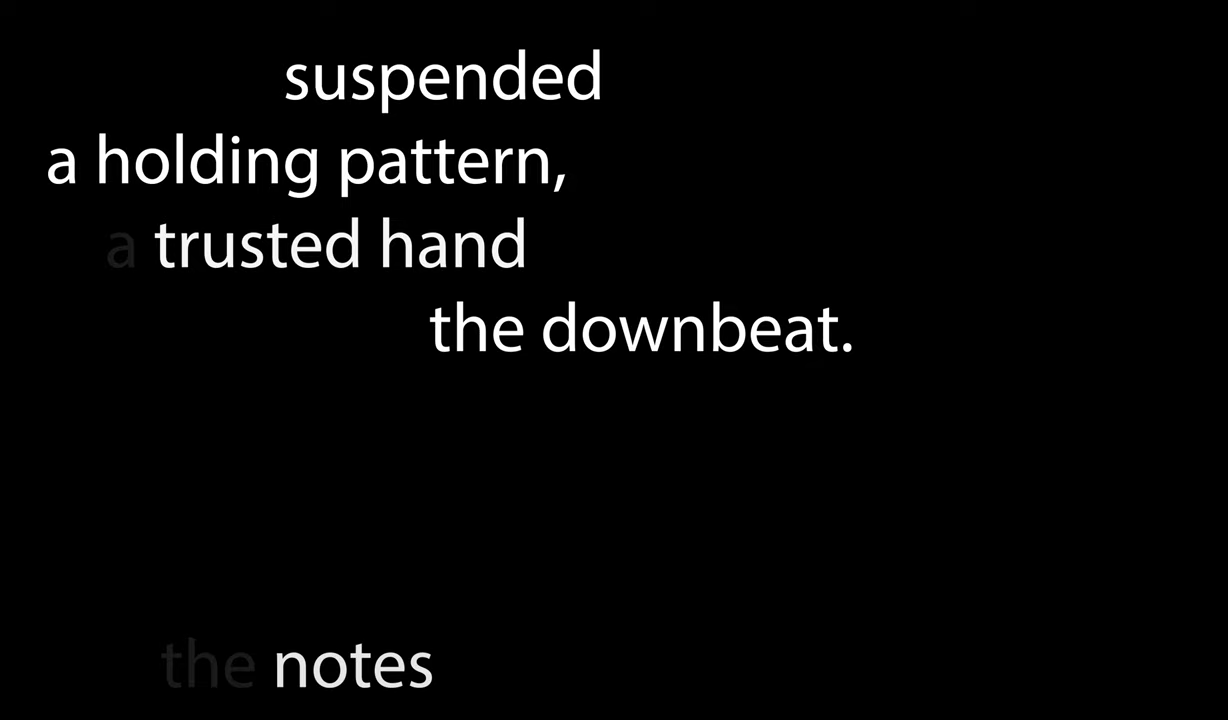 suspended
a holding pattern,
a trusted hand
the downbeat.
the notes